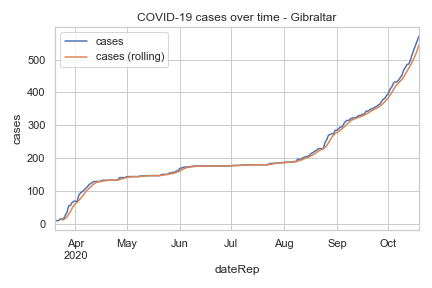 COVID-19 cases over time - Gibraltar
cases
cases (rolling)
500
400
300
200
100
0
cases
Apr May Jun Jul Aug Sep Oct
2020
dateRep